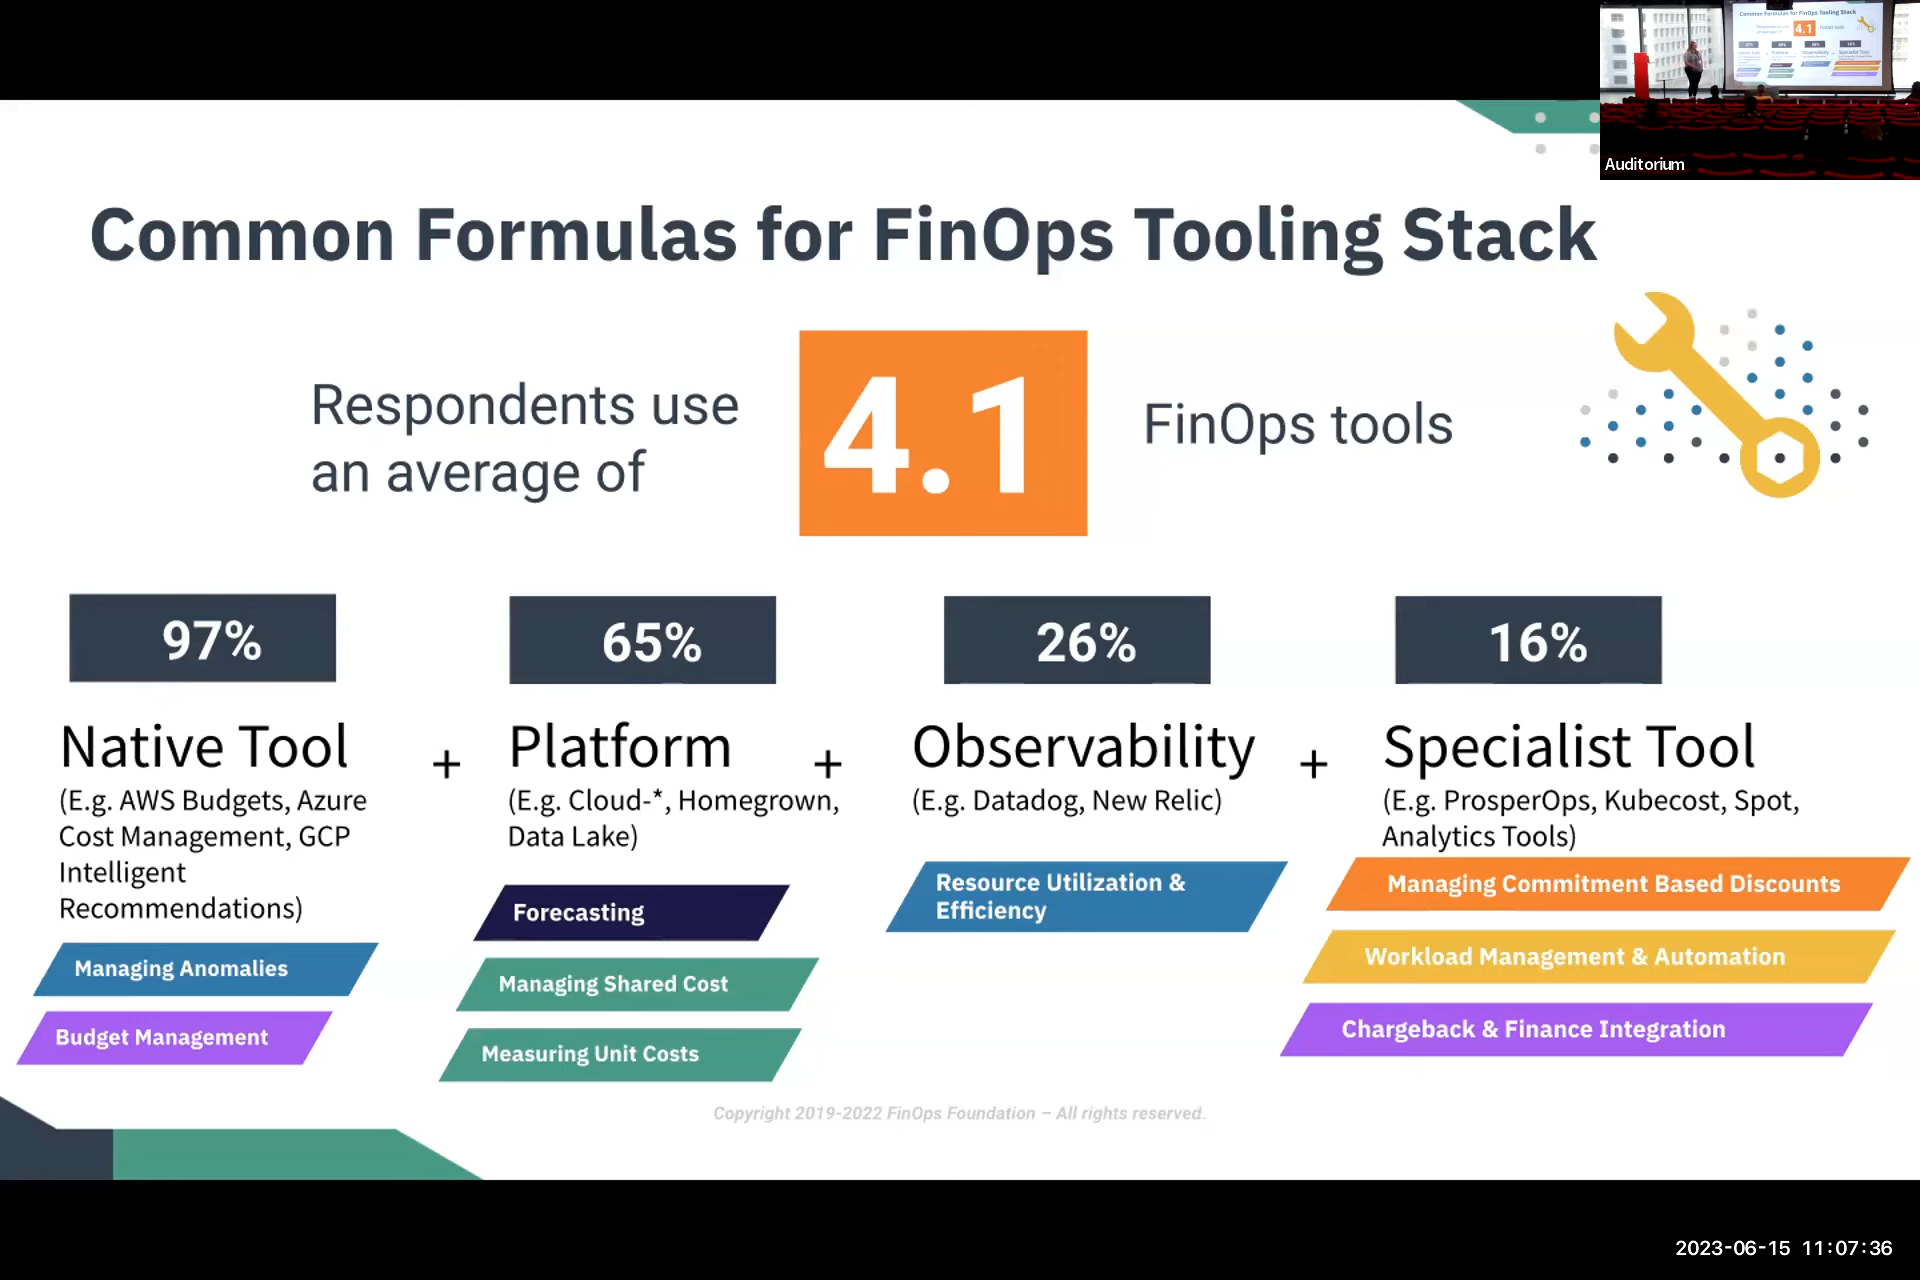 Auditorium
Common Formulas for FinOps Tooling Stack
Respondents use
an average of
4.1
FinOps tools
97%
Native Tool
(E.g. AWS Budgets, Azure
Cost Management, GCP
Intelligent
Recommendations)
Managing Anomalies
Budget Management
+
65%
Platform
(E.g. Cloud-*, Homegrown,
Data Lake)
Forecasting
Managing Shared Cost
Measuring Unit Costs
+
26%
Observability
(E.g. Datadog, New Relic)
Resource Utilization &
Efficiency
+
16%
Specialist Tool
(E.g. ProsperOps, Kubecost, Spot,
Analytics Tools)
Managing Commitment Based Discounts
Workload Management & Automation
Chargeback & Finance Integration
Copyright 2019-2022 FinOps Foundation – All rights reserved.
2023-06-15 11:07:36